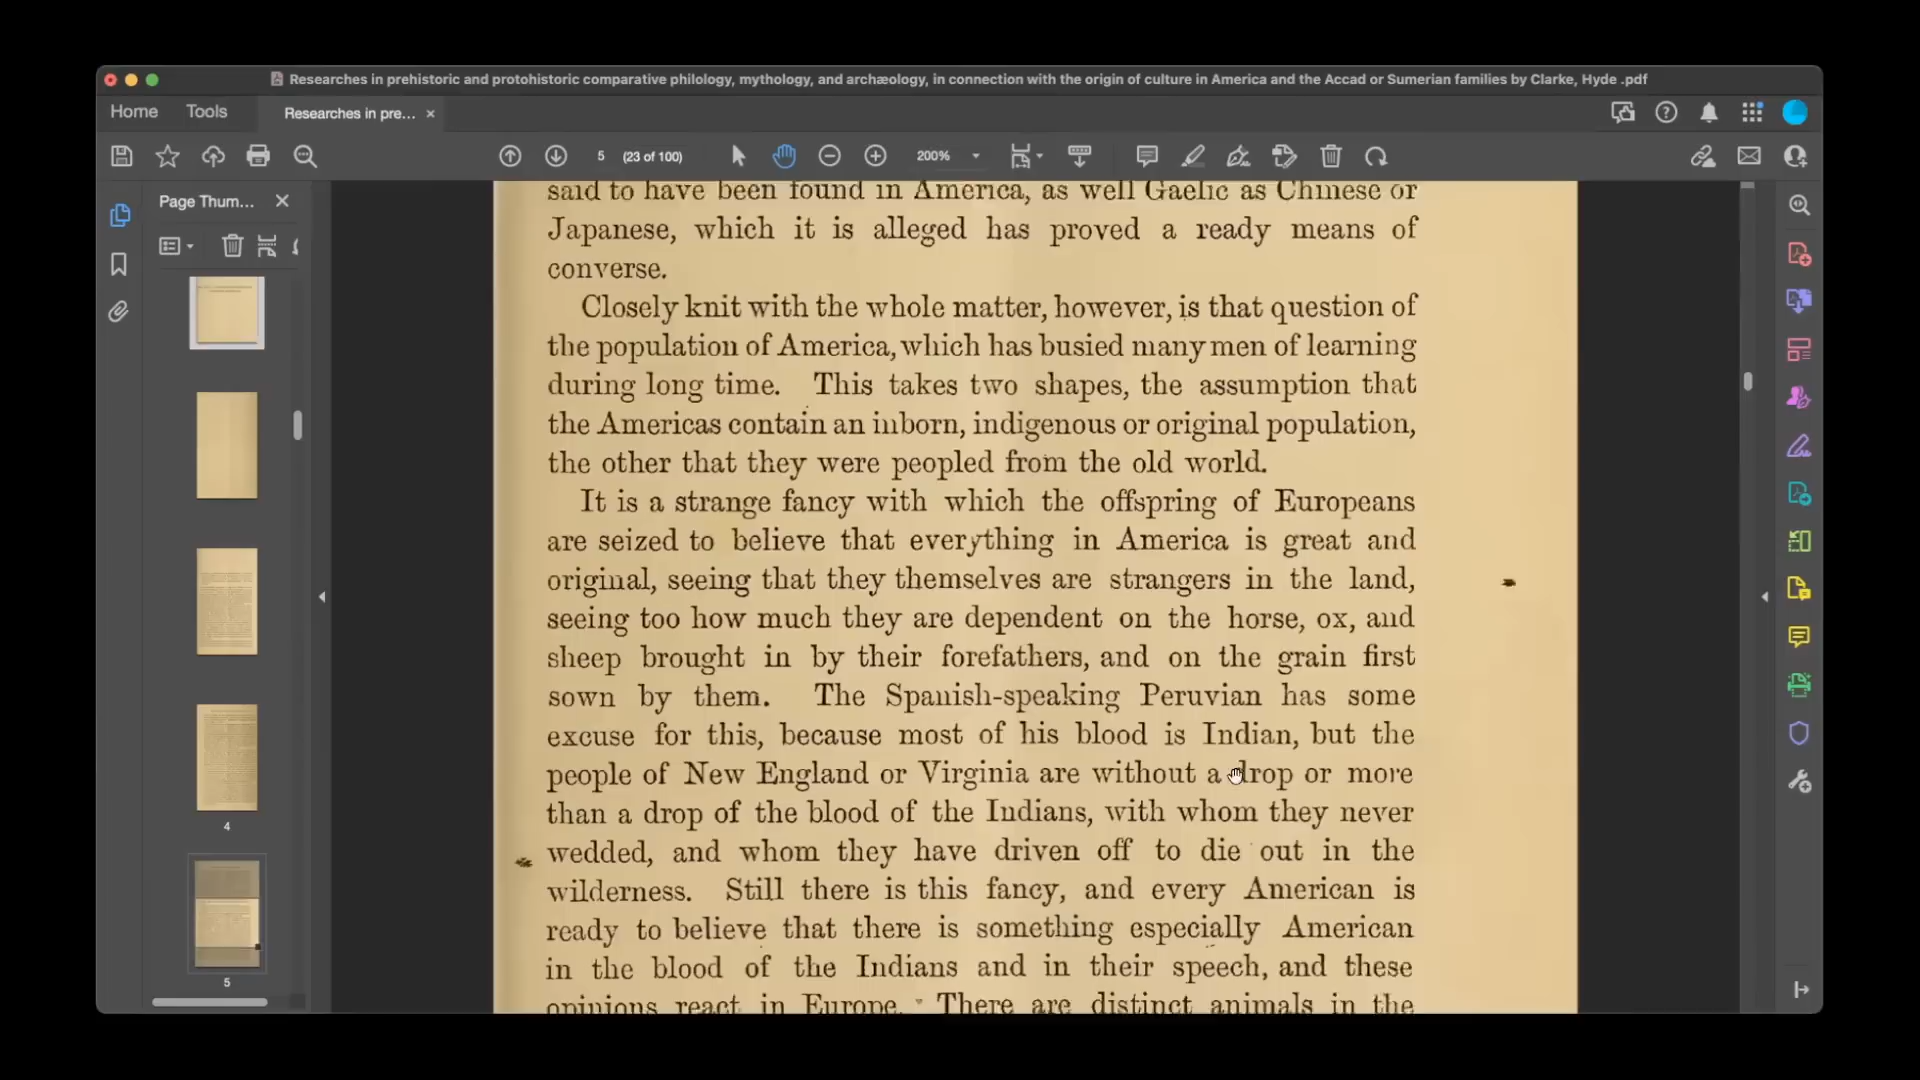 Researches in prehistoric and protohistoric comparative philology, mythology, and archæology, in connection with the origin of culture in America and the Accad or Sumerian families by Clarke, Hyde .pdf
Home Tools Researches in pre... ×
5 (23 of 100) 200%
Page Thum...
4
5
said to have been found in America, as well Gaelic as Chinese or
Japanese, which it is alleged has proved a ready means of
converse.
Closely knit with the whole matter, however, is that question of
the population of America, which has busied many men of learning
during long time. This takes two shapes, the assumption that
the Americas contain an inborn, indigenous or original population,
the other that they were peopled from the old world.
It is a strange fancy with which the offspring of Europeans
are seized to believe that everything in America is great and
original, seeing that they themselves are strangers in the land,
seeing too how much they are dependent on the horse, ox, and
sheep brought in by their forefathers, and on the grain first
sown by them. The Spanish-speaking Peruvian has some
excuse for this, because most of his blood is Indian, but the
people of New England or Virginia are without a drop or more
than a drop of the blood of the Indians, with whom they never
wedded, and whom they have driven off to die out in the
wilderness. Still there is this fancy, and every American is
ready to believe that there is something especially American
in the blood of the Indians and in their speech, and these
opinions react in Europe. There are distinct animals in the